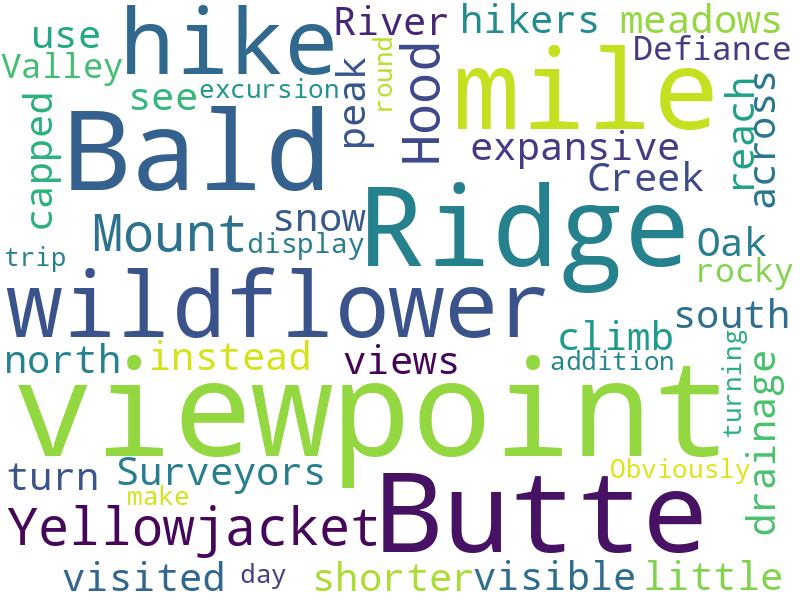 River hikers meadows
use hike Defiance
Valley Hood mile
see excursion peak round
Bald reach across
capped expansive
Creek
Mount snow Ridge
trip display Oak
rocky
wildflower south
climb
north instead views addition
viewpoint turning drainage
turn Surveyors Obviously
make
Yellowjacket Butte
visited day shorter visible little